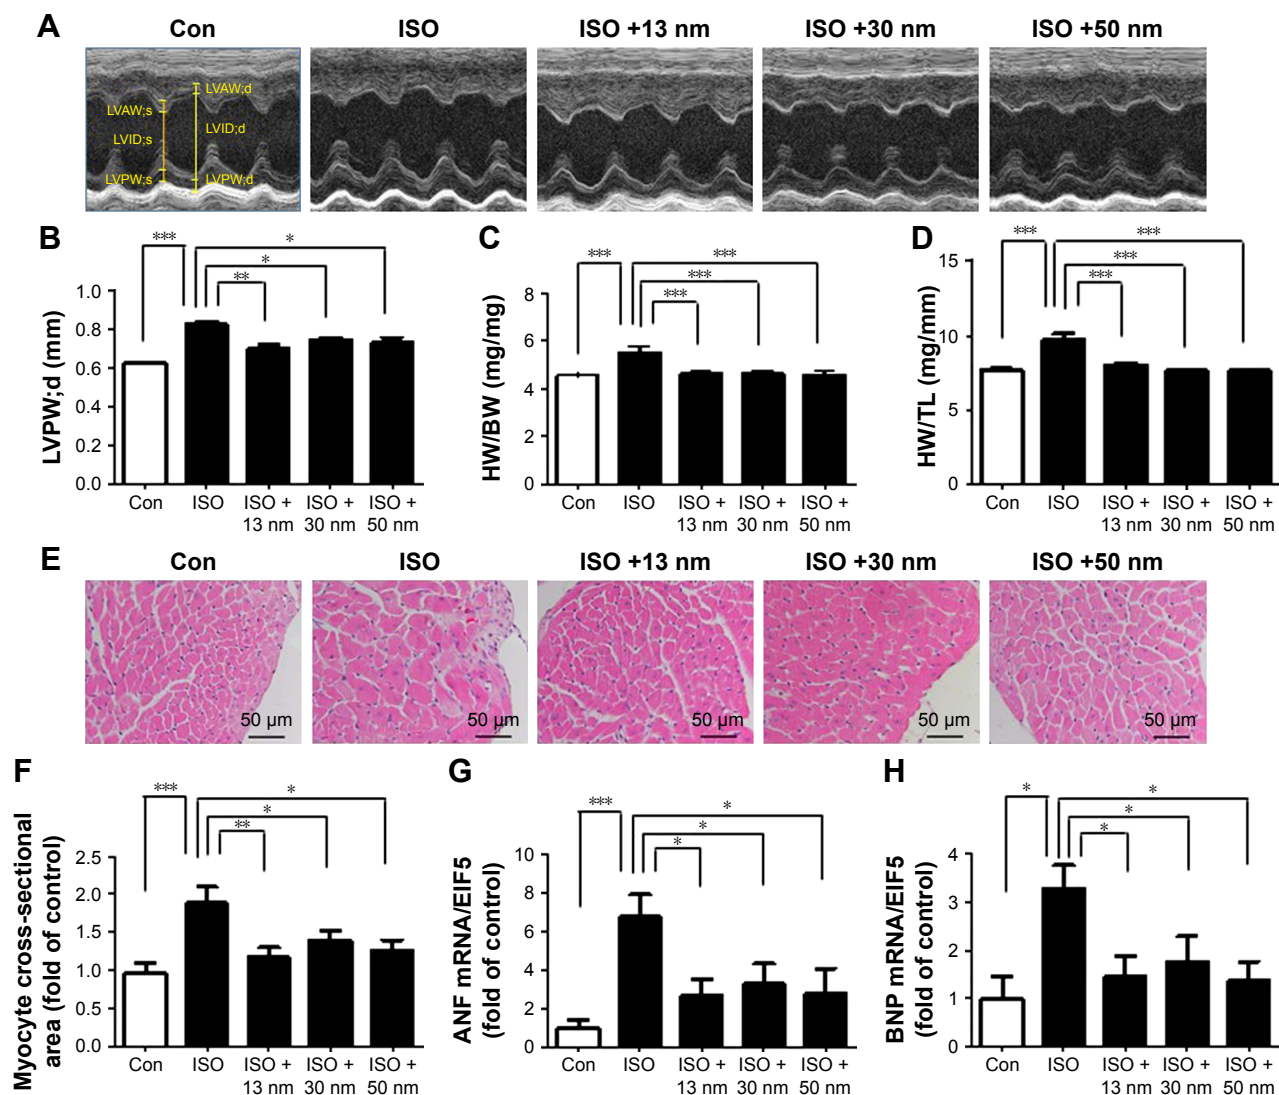 A
Con
ISO
ISO +13 nm
ISO +30 nm
ISO +50 nm
LVAW;s
LVID;s
LVPW;s
LVAW;d
LVID;d
LVPW;d
B
LVPW;d (mm)
1.0
0.8
0.6
0.4
0.2
0.0
***
*
*
**
Con
ISO
ISO +
13 nm
ISO +
30 nm
ISO +
50 nm
C
HW/BW (mg/mg)
8
6
4
2
0
***
***
***
***
Con
ISO
ISO +
13 nm
ISO +
30 nm
ISO +
50 nm
D
HW/TL (mg/mm)
15
10
5
0
***
***
***
***
Con
ISO
ISO +
13 nm
ISO +
30 nm
ISO +
50 nm
E
Con
ISO
ISO +13 nm
ISO +30 nm
ISO +50 nm
50 µm
50 µm
50 µm
50 µm
50 µm
F
Myocyte cross-sectional
area (fold of control)
2.5
2.0
1.5
1.0
0.5
0.0
***
*
*
**
Con
ISO
ISO +
13 nm
ISO +
30 nm
ISO +
50 nm
G
ANF mRNA/EIF5
(fold of control)
10
8
6
4
2
0
***
*
*
*
Con
ISO
ISO +
13 nm
ISO +
30 nm
ISO +
50 nm
H
BNP mRNA/EIF5
(fold of control)
4
3
2
1
0
*
*
*
*
Con
ISO
ISO +
13 nm
ISO +
30 nm
ISO +
50 nm